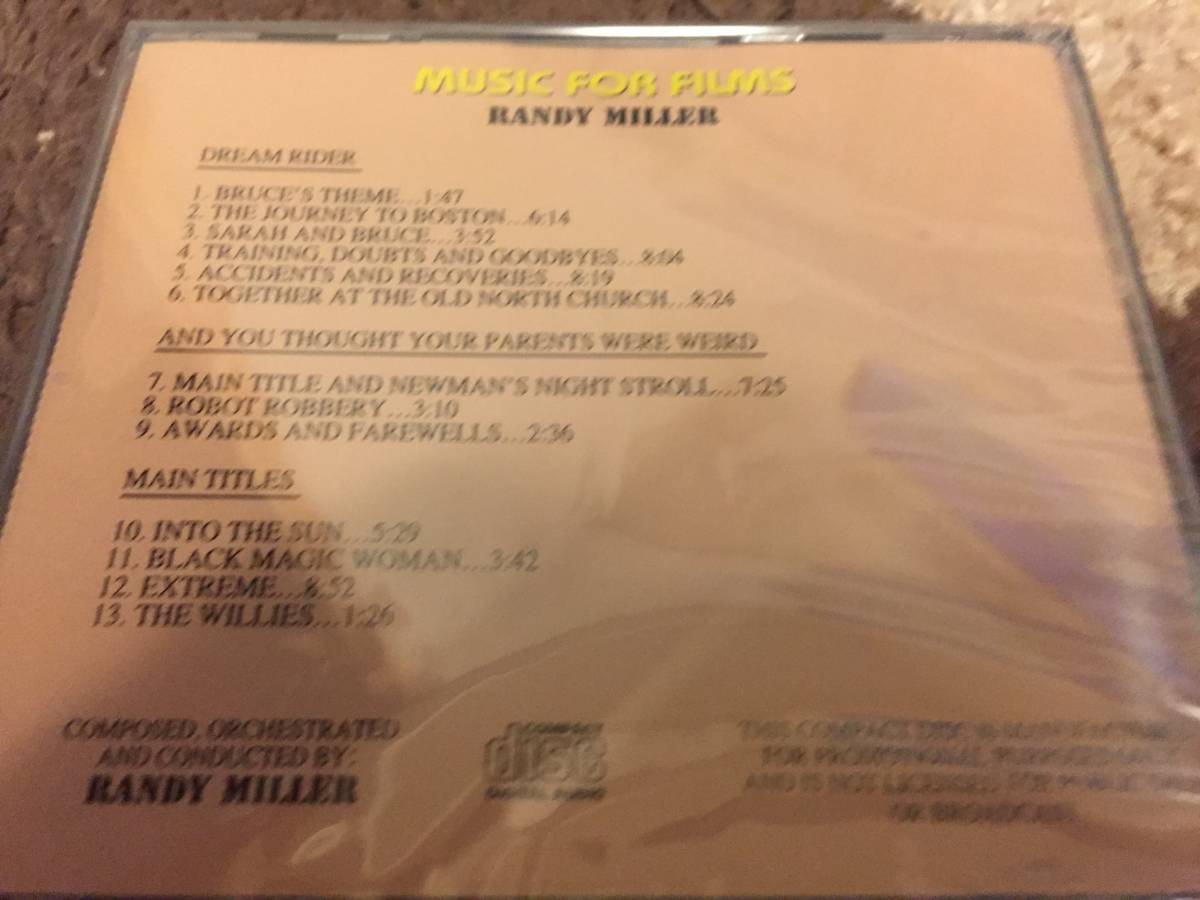 MUSIC FOR FILMS
RANDY MILLER
DREAM RIDER
1. BRUCE'S THEME...1:47
2. THE JOURNEY TO BOSTON...6:14
3. SARAH AND BRUCE...3:52
4. TRAINING, DOUBTS AND GOODBYES...8:04
5. ACCIDENTS AND RECOVERIES...8:19
6. TOGETHER AT THE OLD NORTH CHURCH...8:24
AND YOU THOUGHT YOUR PARENTS WERE WEIRD
7. MAIN TITLE AND NEWMAN'S NIGHT STROLL...7:25
8. ROBOT ROBBERY...3:10
9. AWARDS AND FAREWELLS...2:36
MAIN TITLES
10. INTO THE SUN...5:29
11. BLACK MAGIC WOMAN...3:42
12. EXTREME...8:52
13. THE WILLIES...1:26
COMPOSED, ORCHESTRATED
AND CONDUCTED BY:
RANDY MILLER
COMPACT
disc
DIGITAL AUDIO
THIS COMPACT DISC IS
FOR PROMOTIONAL PURPOSES
AND IS NOT LICENSED FOR
OR BROADCAST